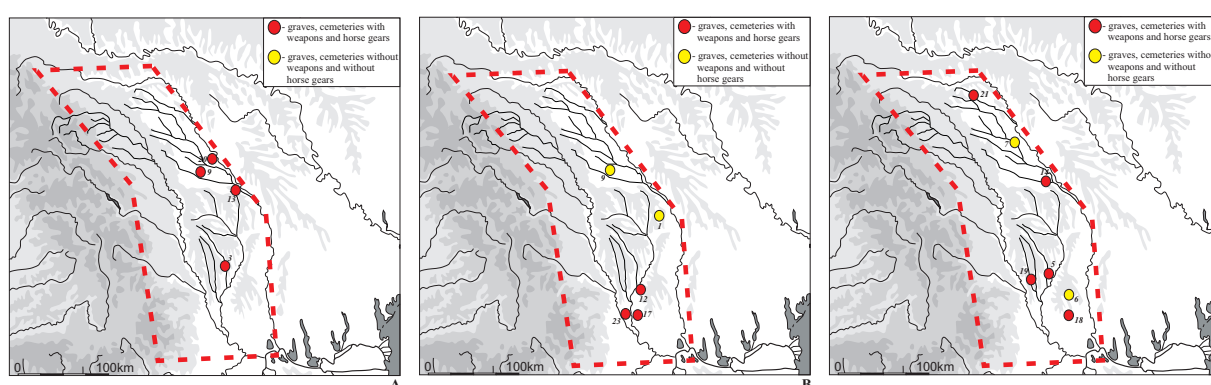 - graves, cemeteries with
weapons and horse gears
- graves, cemeteries without
weapons and without
horse gears
9
13
3
0
100km
A
- graves, cemeteries with
weapons and horse gears
- graves, cemeteries without
weapons and without
horse gears
9
1
12
23
17
0
100km
B
- graves, cemeteries with
weapons and horse gears
- graves, cemeteries witho
weapons and without
horse gears
21
7
14
5
19
6
18
0
100km